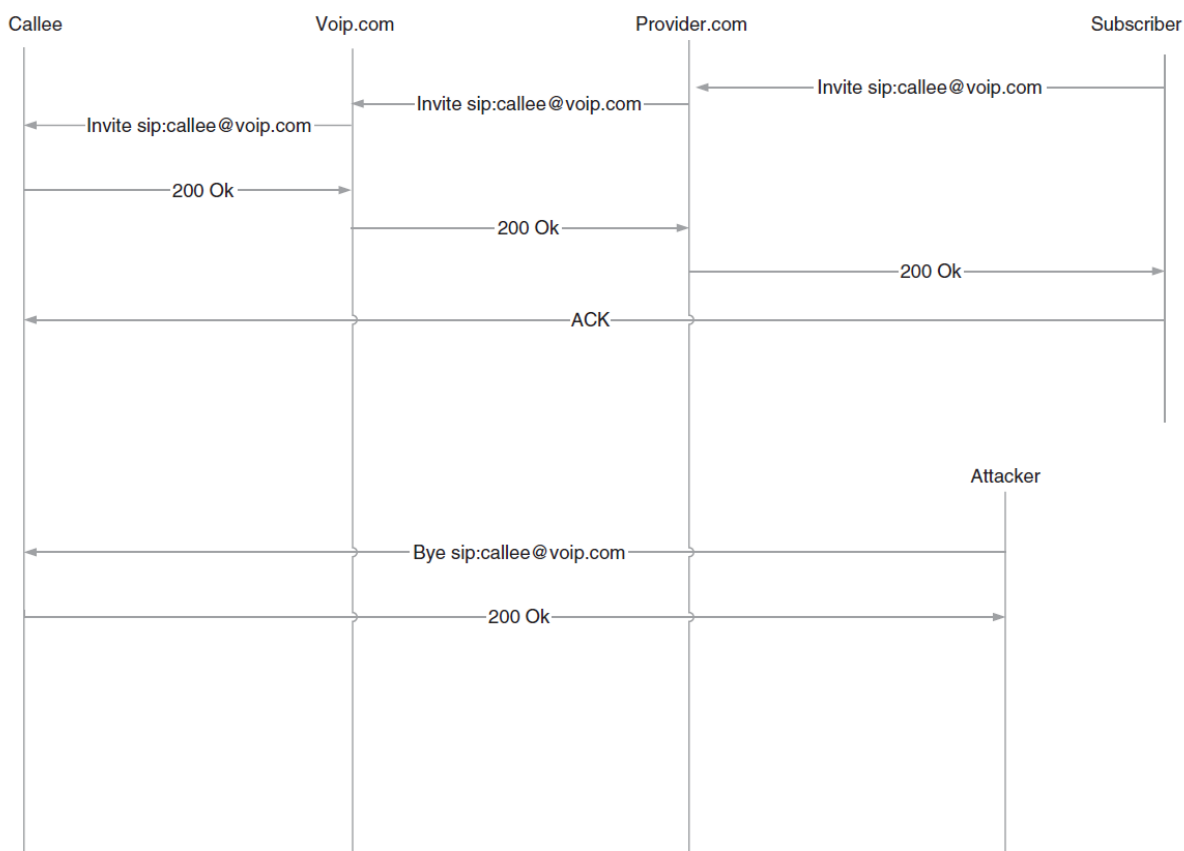 Callee
Voip.com
Provider.com
Subscriber
Invite sip:callee@voip.com
Invite sip:callee@voip.com
Invite sip:callee@voip.com
200 Ok
200 Ok
200 Ok
ACK
Attacker
Bye sip:callee@voip.com
200 Ok